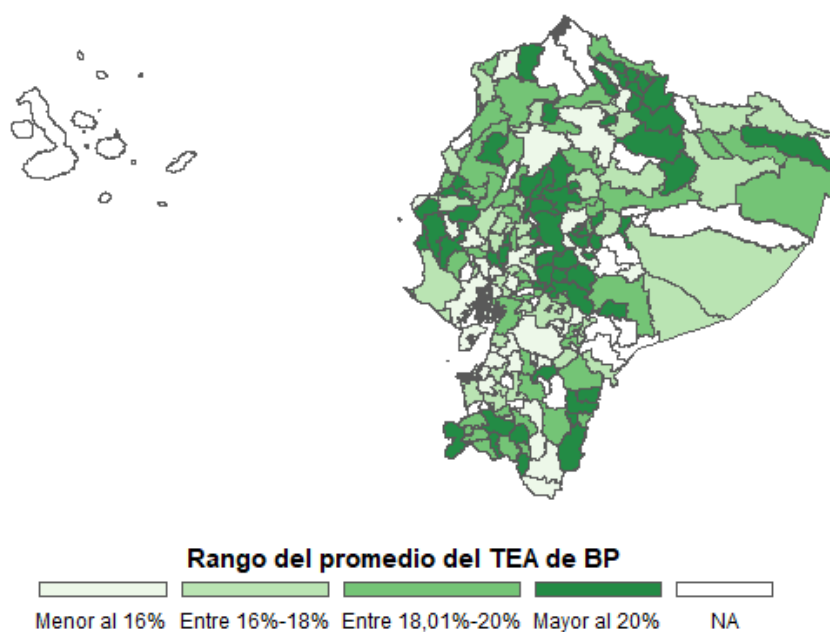 Rango del promedio del TEA de BP
Menor al 16% Entre 16%-18% Entre 18,01%-20% Mayor al 20% NA